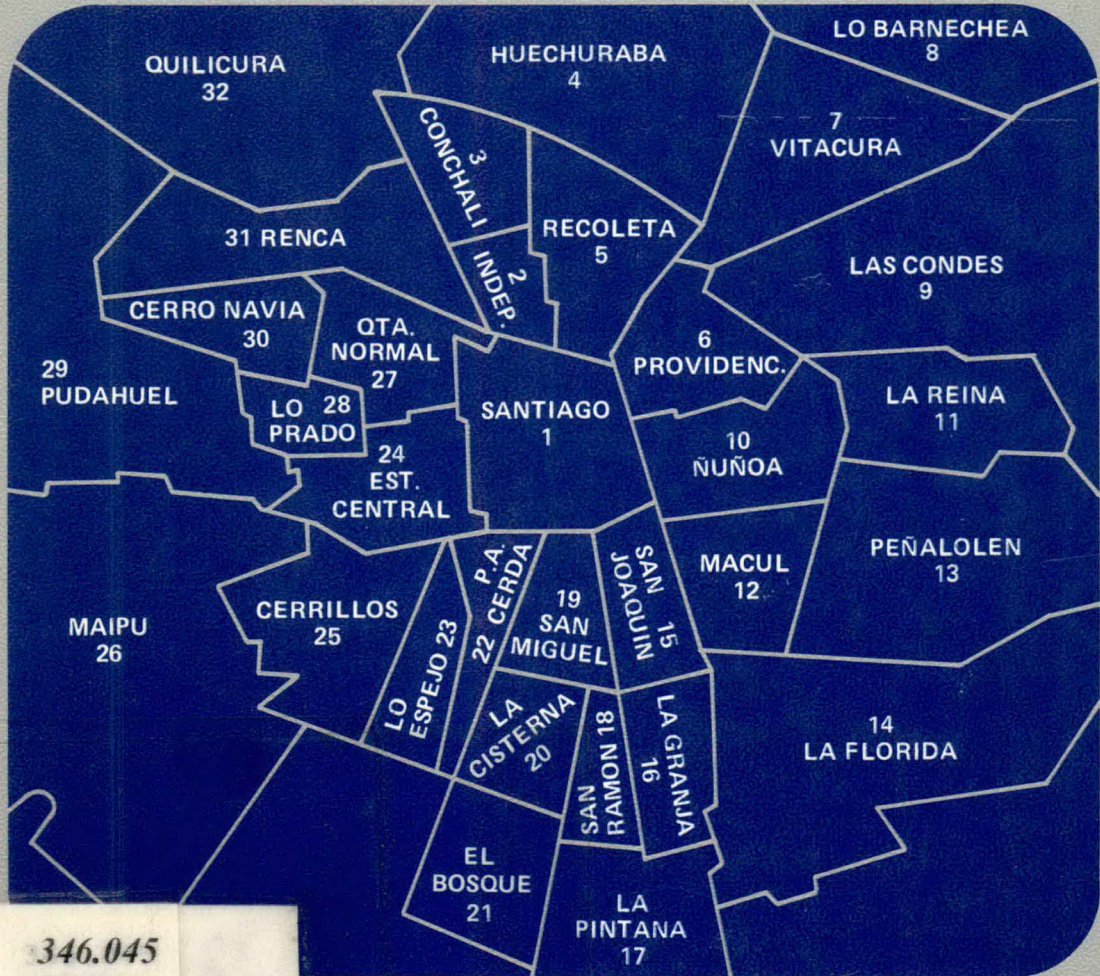 QUILICURA
32
HUECHURABA
4
LO BARNECHEA
8
CONCHALI
3
7
VITACURA
31 RENCA
RECOLETA
5
INDEP.
2
LAS CONDES
9
CERRO NAVIA
30
QTA.
NORMAL
27
6
PROVIDENC.
29
PUDAHUEL
LO 28
PRADO
SANTIAGO
1
LA REINA
11
24
EST.
CENTRAL
10
ÑUÑOA
PEÑALOLEN
13
MACUL
12
P.A.
22 CERDA
19
SAN
MIGUEL
SAN
JOAQUIN
15
CERRILLOS
25
MAIPU
26
LO
ESPEJO 23
LA
CISTERNA
20
SAN
RAMON 18
LA GRANJA
16
14
LA FLORIDA
EL
BOSQUE
21
LA
PINTANA
17
346.045